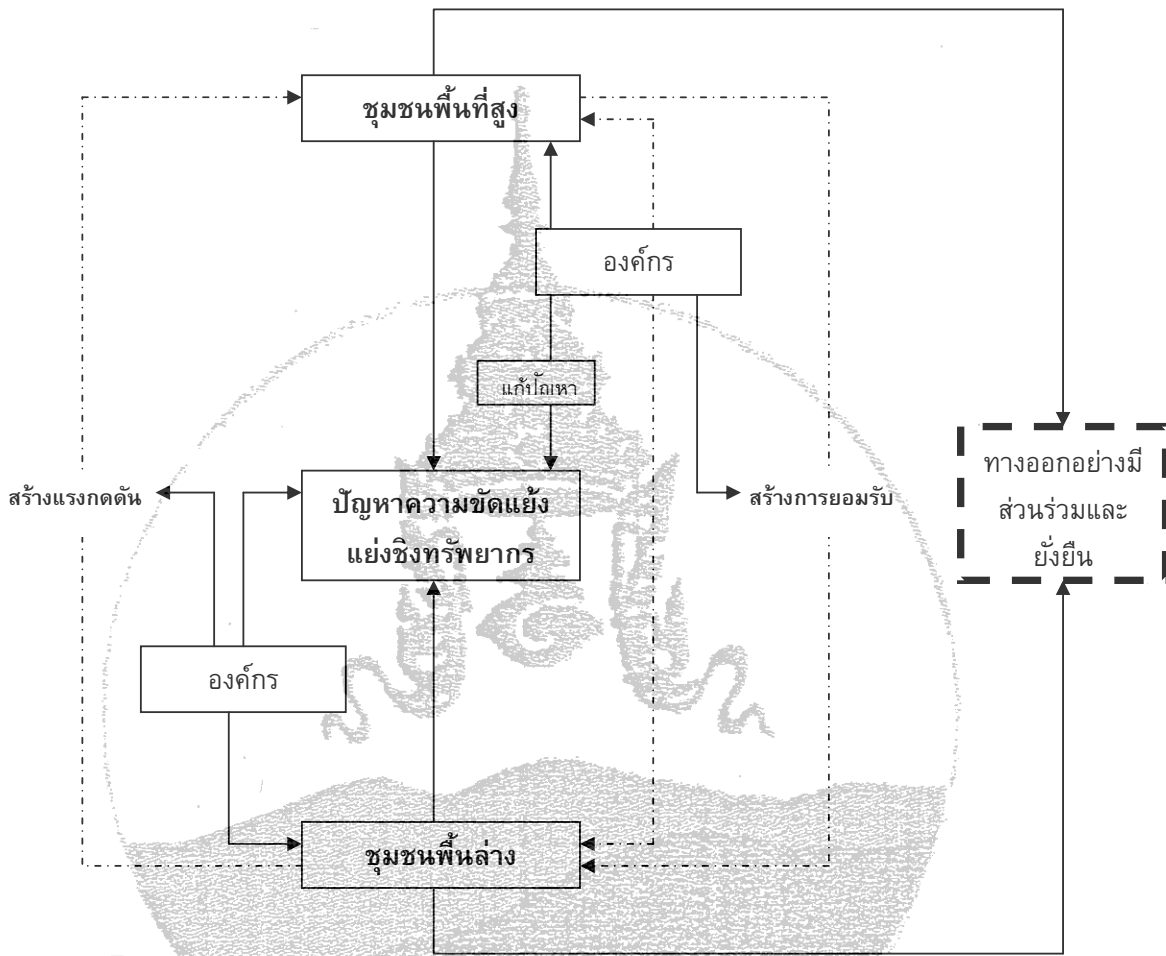 ชุมชนพื้นที่สูง
องค์กร
แก้ปัญหา
สร้างแรงกดดัน
ปัญหาความขัดแย้ง
แย่งชิงทรัพยากร
สร้างการยอมรับ
ทางออกอย่างมี
ส่วนร่วมและ
ยั่งยืน
องค์กร
ชุมชนพื้นล่าง